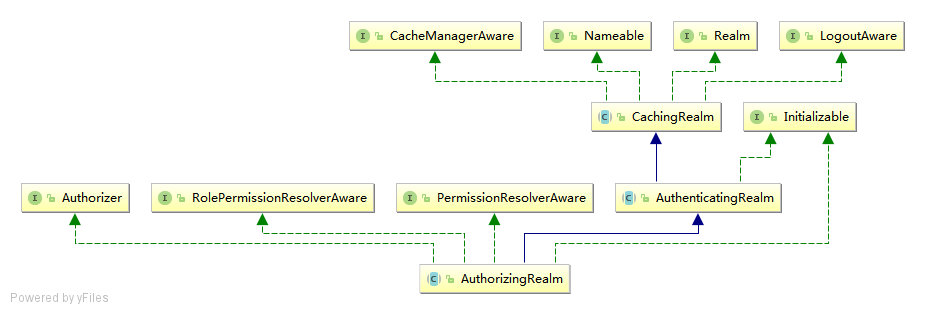 CacheManagerAware
Nameable
Realm
LogoutAware
CachingRealm
Initializable
Authorizer
RolePermissionResolverAware
PermissionResolverAware
AuthenticatingRealm
AuthorizingRealm
Powered by yFiles